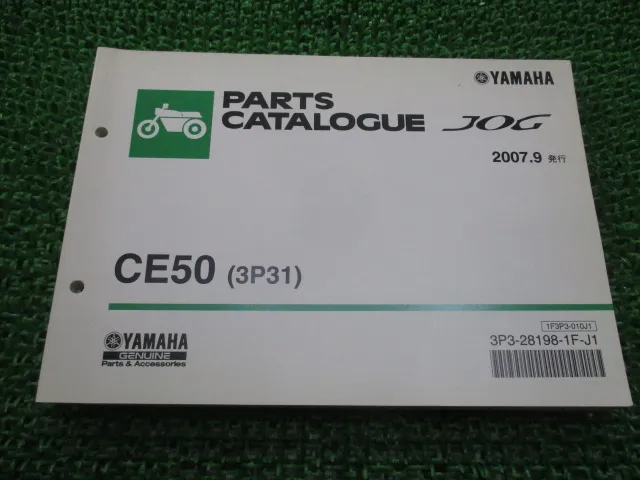 YAMAHA
PARTS
CATALOGUE JOG
2007.9 発行
CE50 (3P31)
YAMAHA
GENUINE
Parts & Accessories
1F3P3-010J1
3P3-28198-1F-J1